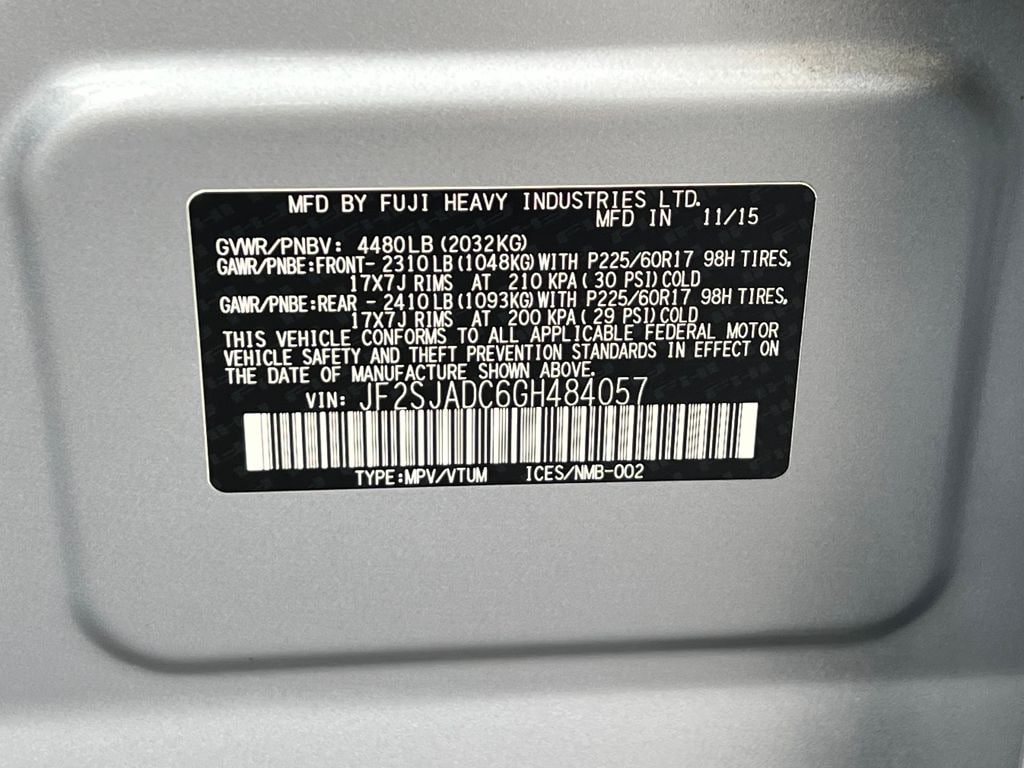 MFD BY FUJI HEAVY INDUSTRIES LTD.
MFD IN 11/15
GVWR/PNBV: 4480LB (2032KG)
GAWR/PNBE:FRONT- 2310LB (1048KG) WITH P225/60R17 98H TIRES,
17X7J RIMS AT 210 KPA ( 30 PSI) COLD
GAWR/PNBE:REAR - 2410LB (1093KG) WITH P225/60R17 98H TIRES,
17X7J RIMS AT 200 KPA ( 29 PSI) COLD
THIS VEHICLE CONFORMS TO ALL APPLICABLE FEDERAL MOTOR
VEHICLE SAFETY AND THEFT PREVENTION STANDARDS IN EFFECT ON
THE DATE OF MANUFACTURE SHOWN ABOVE.
VIN: JF2SJADC6GH484057
TYPE:MPV/VTUM ICES/NMB-002